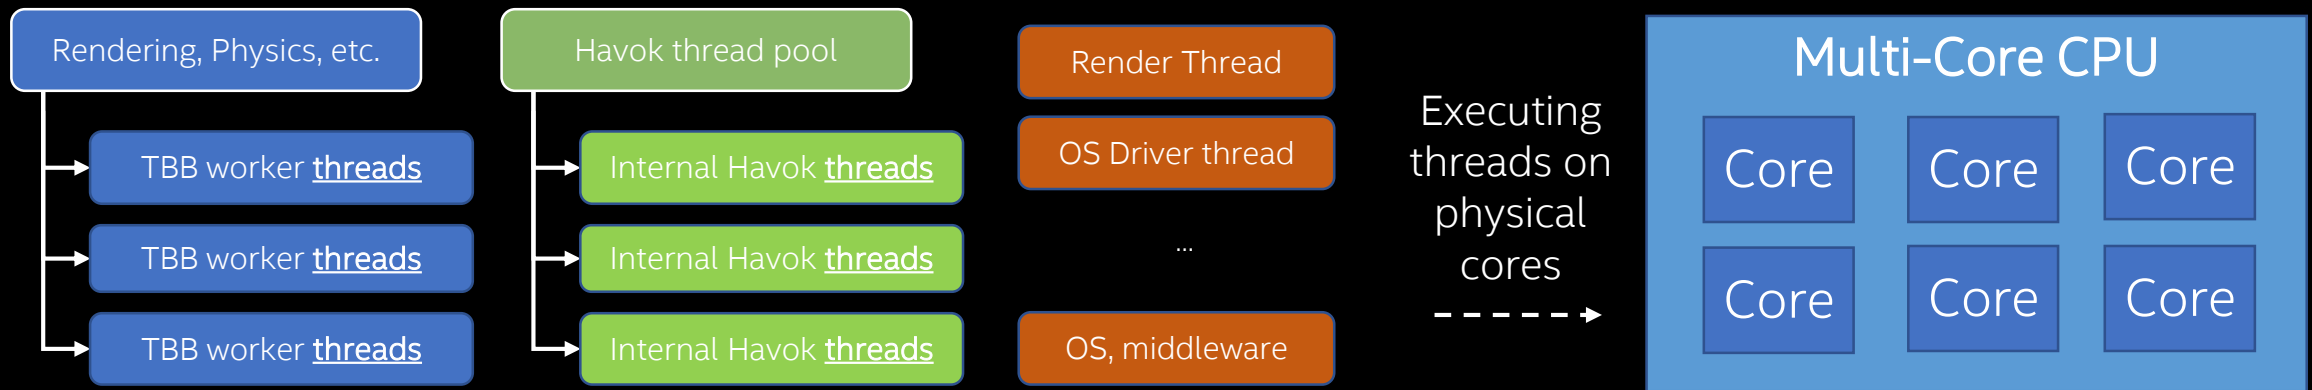 Rendering, Physics, etc.
TBB worker threads
TBB worker threads
TBB worker threads
Havok thread pool
Internal Havok threads
Internal Havok threads
Internal Havok threads
Render Thread
OS Driver thread
...
OS, middleware
Executing
threads on
physical
cores
Multi-Core CPU
Core
Core
Core
Core
Core
Core